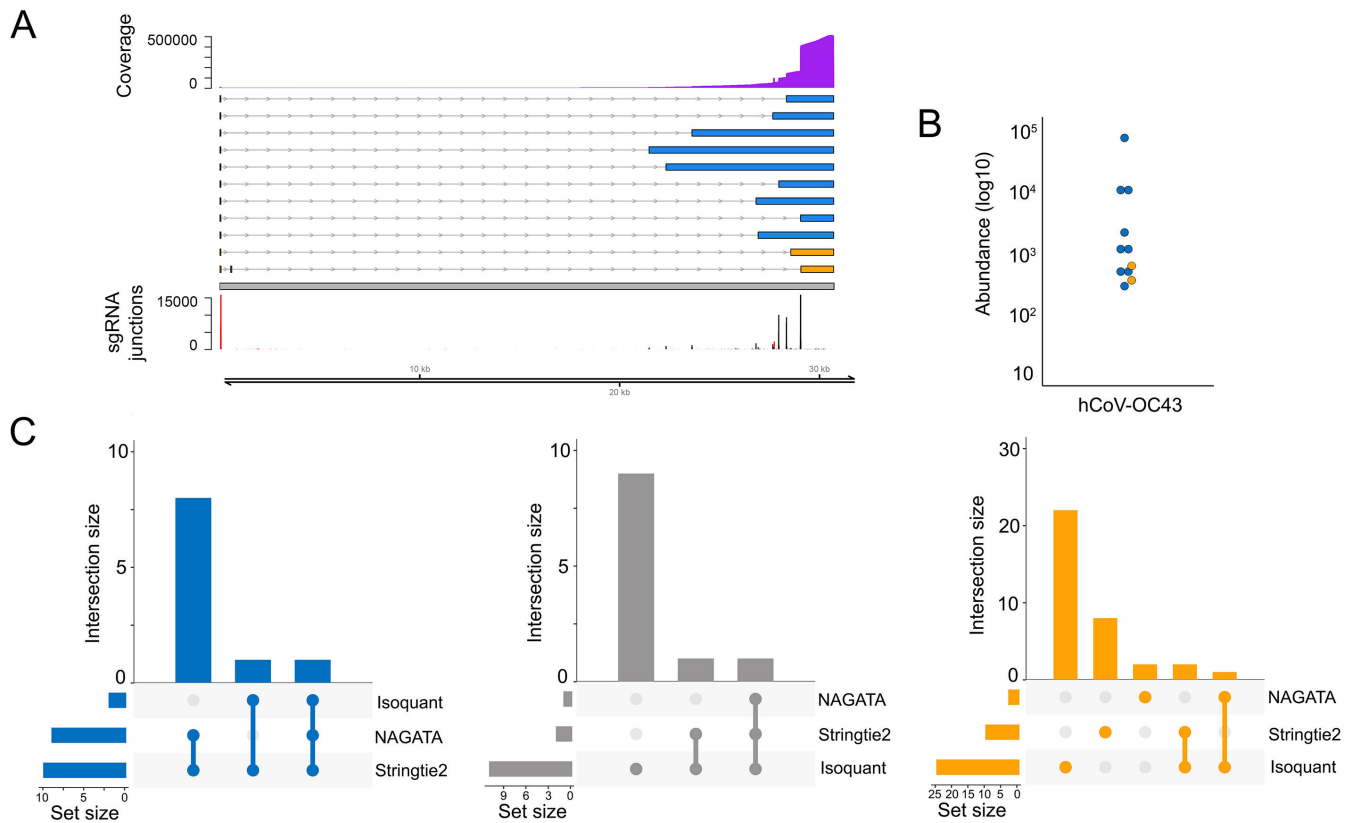 A
Coverage
500000
0
sgRNA
junctions
15000
0
10 kb
20 kb
30 kb
B
Abundance (log10)
10⁵
10⁴
10³
10²
10
hCoV-OC43
C
Intersection size
10
5
0
Isoquant
NAGATA
Stringtie2
10 5 0
Set size
Intersection size
10
5
0
NAGATA
Stringtie2
Isoquant
9 6 3 0
Set size
Intersection size
30
20
10
0
NAGATA
Stringtie2
Isoquant
25 20 15 10 5 0
Set size